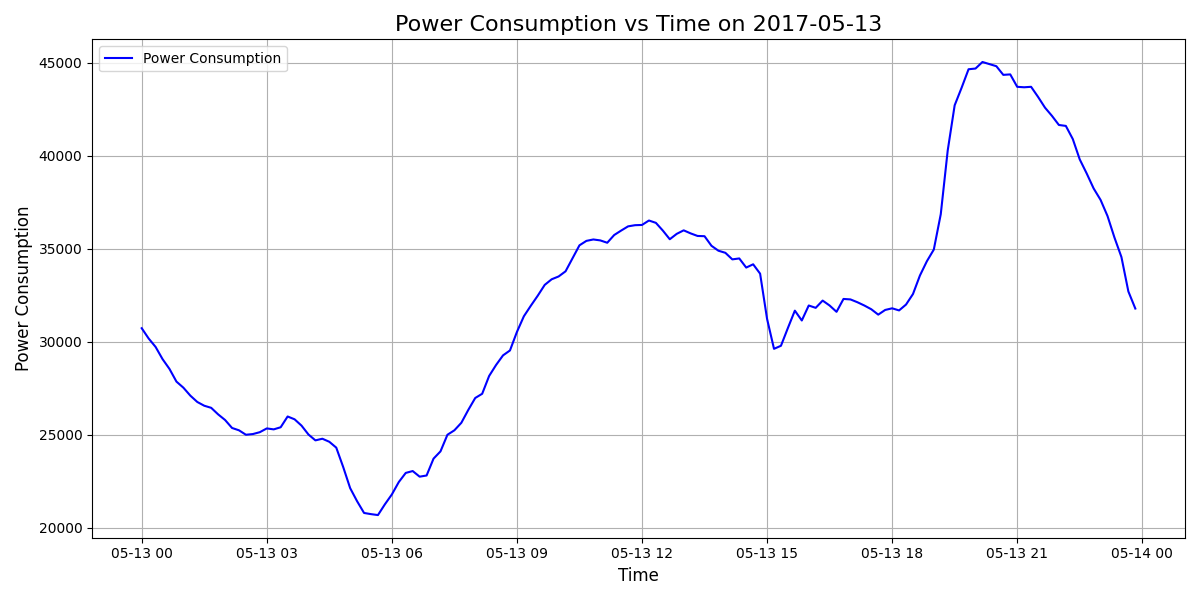 Power Consumption vs Time on 2017-05-13
Power Consumption
45000
40000
35000
30000
25000
20000
Power Consumption
05-13 00 05-13 03 05-13 06 05-13 09 05-13 12 05-13 15 05-13 18 05-13 21 05-14 00
Time